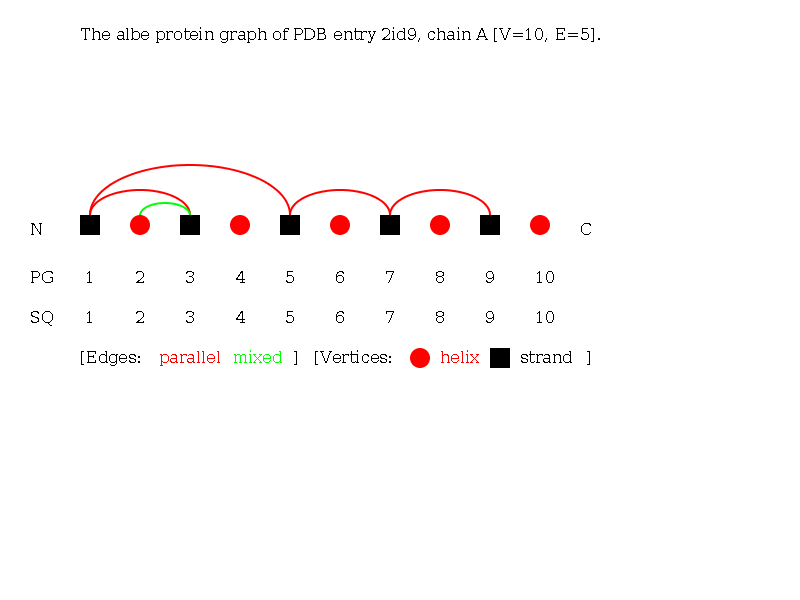 The albe protein graph of PDB entry 2id9, chain A [V=10, E=5].
N C
PG 1 2 3 4 5 6 7 8 9 10
SQ 1 2 3 4 5 6 7 8 9 10
[Edges: parallel mixed ] [Vertices: helix strand ]